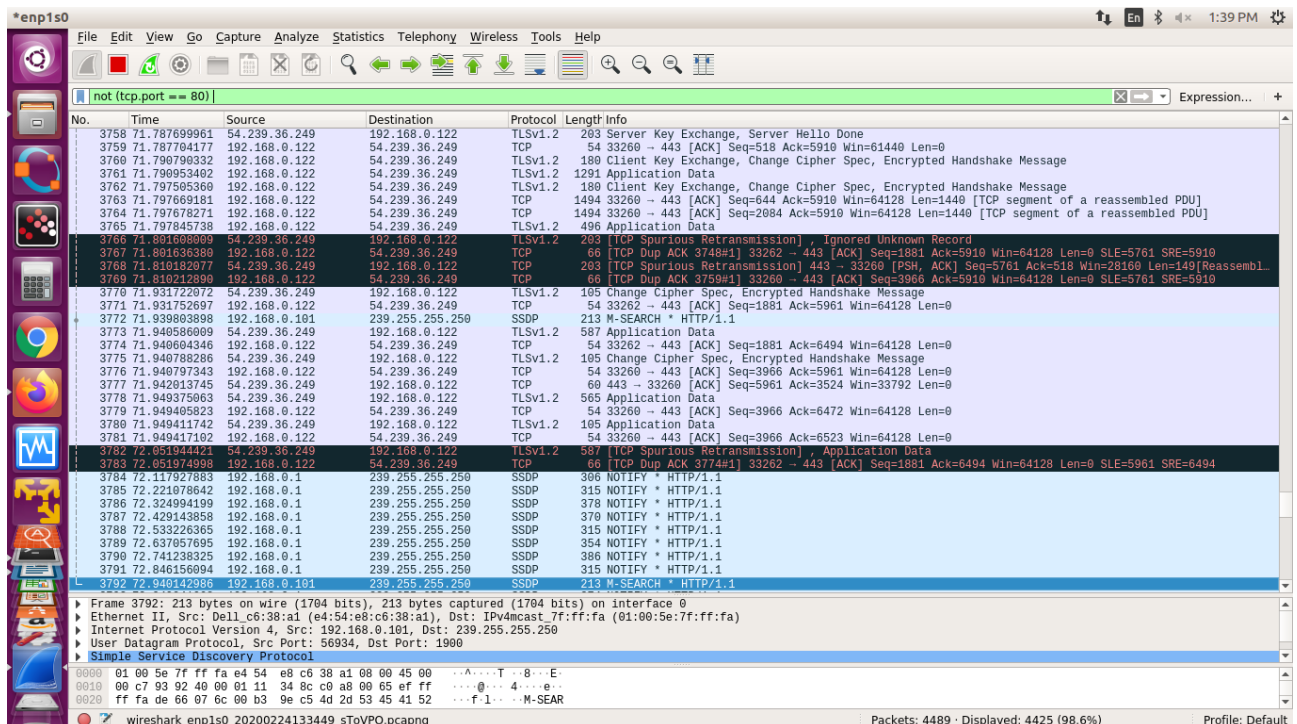 *enp1s0 En 1:39 PM
File Edit View Go Capture Analyze Statistics Telephony Wireless Tools Help
not (tcp.port == 80) Expression… +
No. Time Source Destination Protocol Length Info
3758 71.787699961 54.239.36.249 192.168.0.122 TLSv1.2 203 Server Key Exchange, Server Hello Done
3759 71.787704177 192.168.0.122 54.239.36.249 TCP 54 33260 → 443 [ACK] Seq=518 Ack=5910 Win=61440 Len=0
3760 71.790790332 192.168.0.122 54.239.36.249 TLSv1.2 180 Client Key Exchange, Change Cipher Spec, Encrypted Handshake Message
3761 71.790953402 192.168.0.122 54.239.36.249 TLSv1.2 1291 Application Data
3762 71.797505360 192.168.0.122 54.239.36.249 TLSv1.2 180 Client Key Exchange, Change Cipher Spec, Encrypted Handshake Message
3763 71.797669181 192.168.0.122 54.239.36.249 TCP 1494 33260 → 443 [ACK] Seq=644 Ack=5910 Win=64128 Len=1440 [TCP segment of a reassembled PDU]
3764 71.797678271 192.168.0.122 54.239.36.249 TCP 1494 33260 → 443 [ACK] Seq=2084 Ack=5910 Win=64128 Len=1440 [TCP segment of a reassembled PDU]
3765 71.797845738 192.168.0.122 54.239.36.249 TLSv1.2 496 Application Data
3766 71.801608009 54.239.36.249 192.168.0.122 TLSv1.2 203 [TCP Spurious Retransmission] , Ignored Unknown Record
3767 71.801636380 192.168.0.122 54.239.36.249 TCP 66 [TCP Dup ACK 3748#1] 33262 → 443 [ACK] Seq=1881 Ack=5910 Win=64128 Len=0 SLE=5761 SRE=5910
3768 71.810182077 54.239.36.249 192.168.0.122 TCP 203 [TCP Spurious Retransmission] 443 → 33260 [PSH, ACK] Seq=5761 Ack=518 Win=28160 Len=149[Reassembl…
3769 71.810212890 192.168.0.122 54.239.36.249 TCP 66 [TCP Dup ACK 3759#1] 33260 → 443 [ACK] Seq=3966 Ack=5910 Win=64128 Len=0 SLE=5761 SRE=5910
3770 71.931722072 54.239.36.249 192.168.0.122 TLSv1.2 105 Change Cipher Spec, Encrypted Handshake Message
3771 71.931752697 192.168.0.122 54.239.36.249 TCP 54 33262 → 443 [ACK] Seq=1881 Ack=5961 Win=64128 Len=0
3772 71.939803898 192.168.0.101 239.255.255.250 SSDP 213 M-SEARCH * HTTP/1.1
3773 71.940586009 54.239.36.249 192.168.0.122 TLSv1.2 587 Application Data
3774 71.940604346 192.168.0.122 54.239.36.249 TCP 54 33262 → 443 [ACK] Seq=1881 Ack=6494 Win=64128 Len=0
3775 71.940788286 54.239.36.249 192.168.0.122 TLSv1.2 105 Change Cipher Spec, Encrypted Handshake Message
3776 71.940797343 192.168.0.122 54.239.36.249 TCP 54 33260 → 443 [ACK] Seq=3966 Ack=5961 Win=64128 Len=0
3777 71.942013745 54.239.36.249 192.168.0.122 TCP 60 443 → 33260 [ACK] Seq=5961 Ack=3524 Win=33792 Len=0
3778 71.949375063 54.239.36.249 192.168.0.122 TLSv1.2 565 Application Data
3779 71.949405823 192.168.0.122 54.239.36.249 TCP 54 33260 → 443 [ACK] Seq=3966 Ack=6472 Win=64128 Len=0
3780 71.949411742 54.239.36.249 192.168.0.122 TLSv1.2 105 Application Data
3781 71.949417102 192.168.0.122 54.239.36.249 TCP 54 33260 → 443 [ACK] Seq=3966 Ack=6523 Win=64128 Len=0
3782 72.051944421 54.239.36.249 192.168.0.122 TLSv1.2 587 [TCP Spurious Retransmission] , Application Data
3783 72.051974998 192.168.0.122 54.239.36.249 TCP 66 [TCP Dup ACK 3774#1] 33262 → 443 [ACK] Seq=1881 Ack=6494 Win=64128 Len=0 SLE=5961 SRE=6494
3784 72.117927883 192.168.0.1 239.255.255.250 SSDP 306 NOTIFY * HTTP/1.1
3785 72.221078642 192.168.0.1 239.255.255.250 SSDP 315 NOTIFY * HTTP/1.1
3786 72.324994199 192.168.0.1 239.255.255.250 SSDP 378 NOTIFY * HTTP/1.1
3787 72.429143858 192.168.0.1 239.255.255.250 SSDP 370 NOTIFY * HTTP/1.1
3788 72.533226365 192.168.0.1 239.255.255.250 SSDP 315 NOTIFY * HTTP/1.1
3789 72.637057695 192.168.0.1 239.255.255.250 SSDP 354 NOTIFY * HTTP/1.1
3790 72.741238325 192.168.0.1 239.255.255.250 SSDP 386 NOTIFY * HTTP/1.1
3791 72.846156094 192.168.0.1 239.255.255.250 SSDP 315 NOTIFY * HTTP/1.1
3792 72.940142986 192.168.0.101 239.255.255.250 SSDP 213 M-SEARCH * HTTP/1.1
Frame 3792: 213 bytes on wire (1704 bits), 213 bytes captured (1704 bits) on interface 0
Ethernet II, Src: Dell_c6:38:a1 (e4:54:e8:c6:38:a1), Dst: IPv4mcast_7f:ff:fa (01:00:5e:7f:ff:fa)
Internet Protocol Version 4, Src: 192.168.0.101, Dst: 239.255.255.250
User Datagram Protocol, Src Port: 56934, Dst Port: 1900
Simple Service Discovery Protocol
0000 01 00 5e 7f ff fa e4 54 e8 c6 38 a1 08 00 45 00 ··^····T ··8···E·
0010 00 c7 93 92 40 00 01 11 34 8c c0 a8 00 65 ef ff ····@··· 4····e··
0020 ff fa de 66 07 6c 00 b3 9e c5 4d 2d 53 45 41 52 ···f·l·· ··M-SEAR
wireshark_enp1s0_20200224133449_sToVPO.pcapng Packets: 4489 · Displayed: 4425 (98.6%) Profile: Default